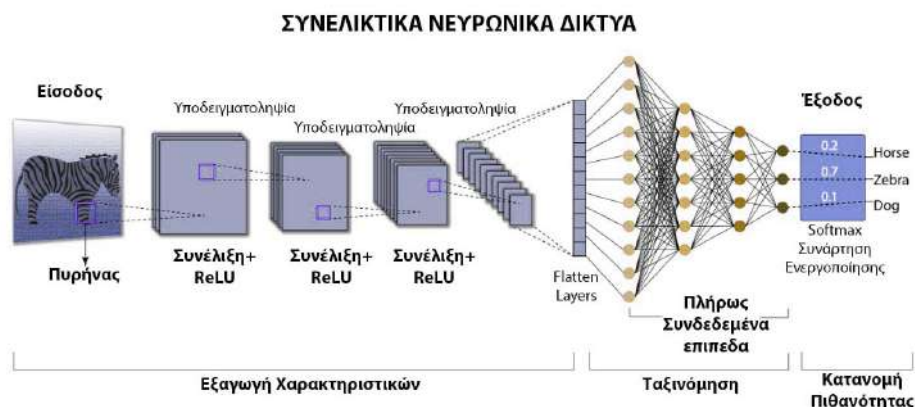 ΣΥΝΕΛΙΚΤΙΚΑ ΝΕΥΡΩΝΙΚΑ ΔΙΚΤΥΑ
Είσοδος
Υποδειγματοληψία
Υποδειγματοληψία
Υποδειγματοληψία
Έξοδος
0.2
Horse
0.7
Zebra
0.1
Dog
Πυρήνας
Συνέλιξη+
ReLU
Συνέλιξη+
ReLU
Συνέλιξη+
ReLU
Flatten
Layers
Softmax
Συνάρτηση
Ενεργοποίησης
Πλήρως
Συνδεδεμένα
επιπεδα
Εξαγωγή Χαρακτηριστικών
Ταξινόμηση
Κατανομή
Πιθανότητας